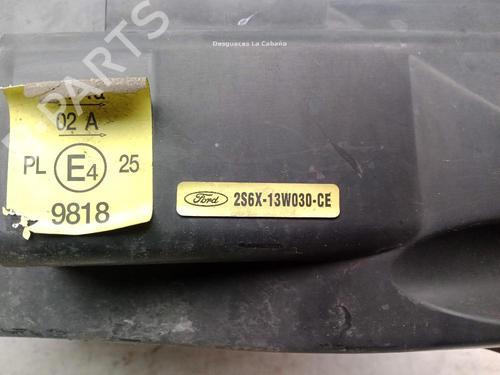 Desguaces La Cabaña
PARTS
02 A
PL E4 25
9818
Ford 2S6X-13W030-CE